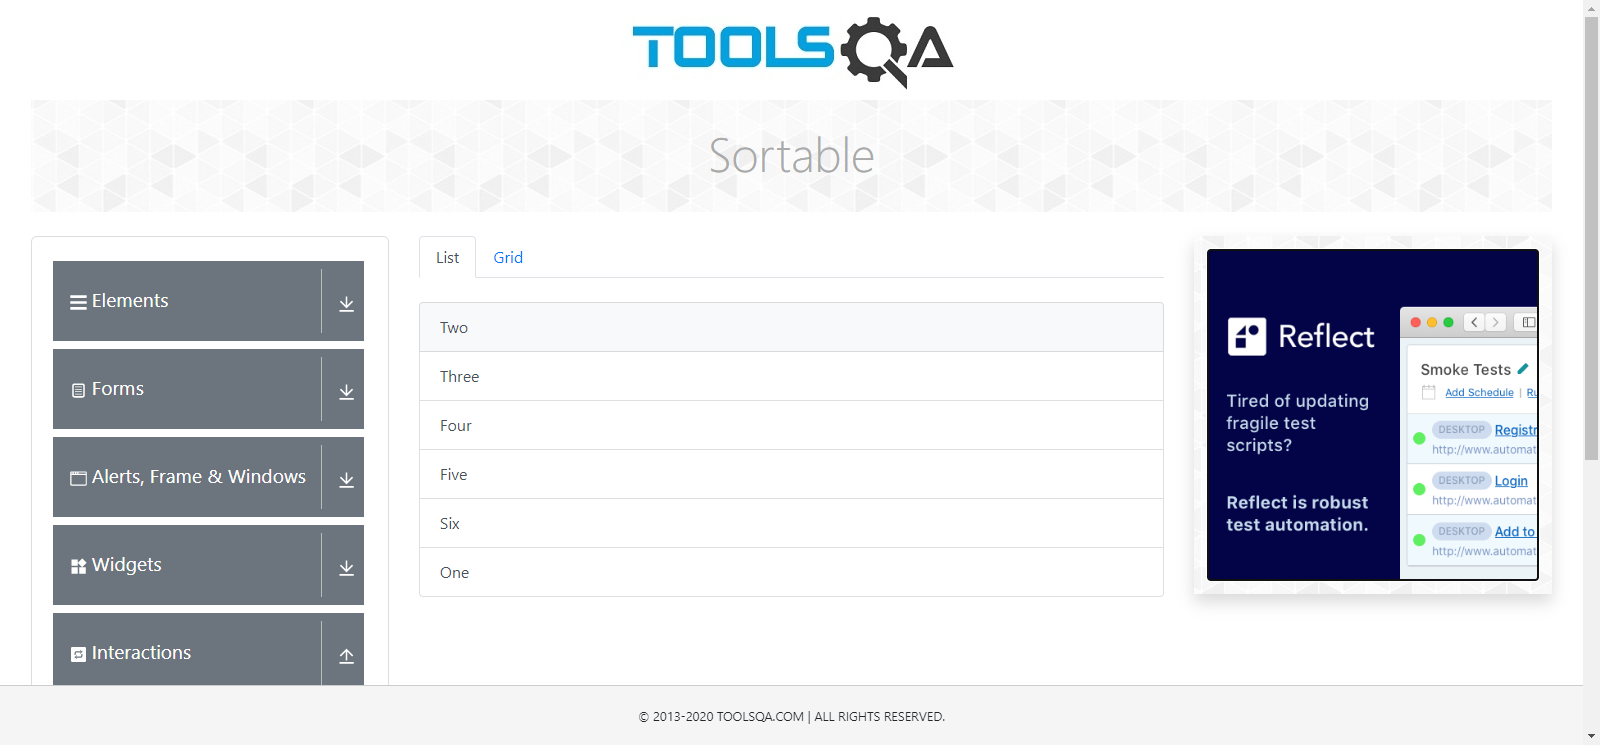 TOOLSQA
Sortable
Elements
Forms
Alerts, Frame & Windows
Widgets
Interactions
List
Grid
Two
Three
Four
Five
Six
One
Reflect
Tired of updating
fragile test
scripts?
Reflect is robust
test automation.
Smoke Tests
Add Schedule | Ru
DESKTOP Registr
http://www.automat
DESKTOP Login
http://www.automat
DESKTOP Add to
http://www.automat
© 2013-2020 TOOLSQA.COM | ALL RIGHTS RESERVED.